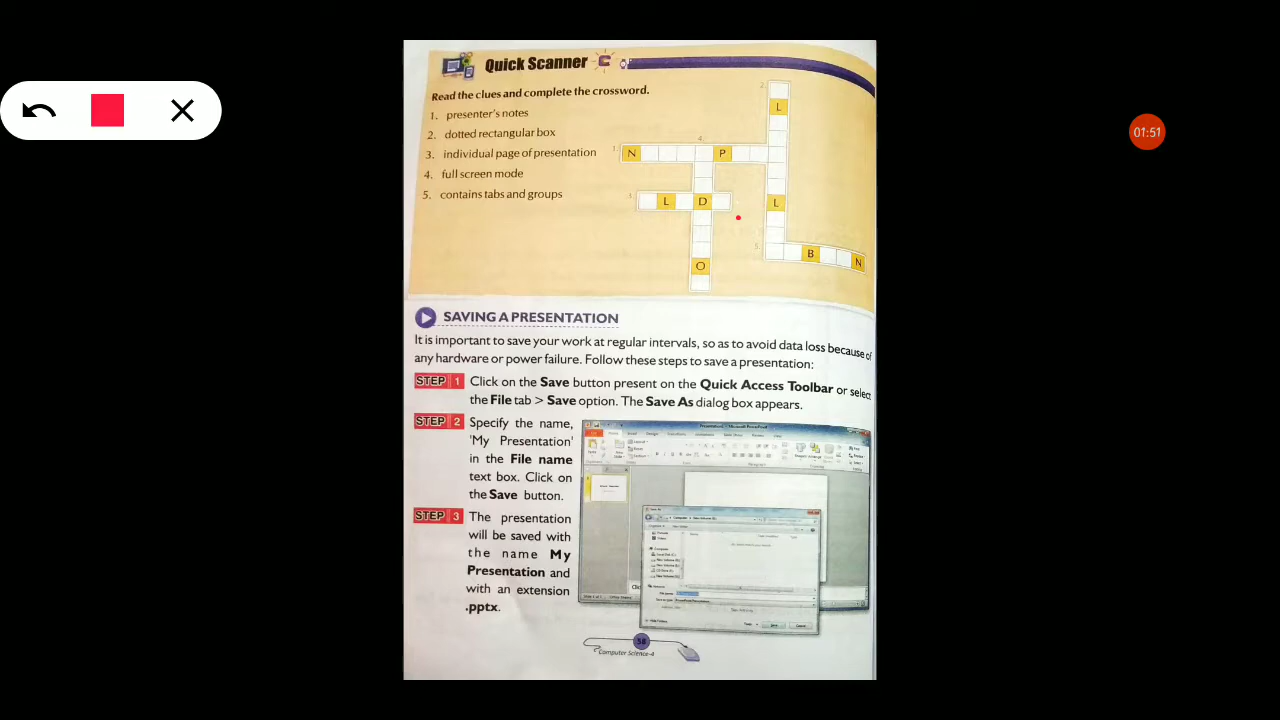 01:51
Quick Scanner
Read the clues and complete the crossword.
1. presenter's notes
2. dotted rectangular box
3. individual page of presentation
4. full screen mode
5. contains tabs and groups
2.
L
4.
1.
N P
L D L
5.
B N
O
SAVING A PRESENTATION
It is important to save your work at regular intervals, so as to avoid data loss because of
any hardware or power failure. Follow these steps to save a presentation:
STEP 1 Click on the Save button present on the Quick Access Toolbar or select
the File tab > Save option. The Save As dialog box appears.
STEP 2 Specify the name,
'My Presentation'
in the File name
text box. Click on
the Save button.
STEP 3 The presentation
will be saved with
the name My
Presentation and
with an extension
.pptx.
58
Computer Science-4